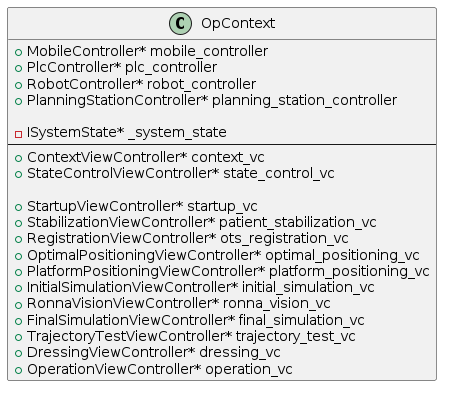 C OpContext
MobileController* mobile_controller
PlcController* plc_controller
RobotController* robot_controller
PlanningStationController* planning_station_controller
ISystemState* _system_state
ContextViewController* context_vc
StateControlViewController* state_control_vc
StartupViewController* startup_vc
StabilizationViewController* patient_stabilization_vc
RegistrationViewController* ots_registration_vc
OptimalPositioningViewController* optimal_positioning_vc
PlatformPositioningViewController* platform_positioning_vc
InitialSimulationViewController* initial_simulation_vc
RonnaVisionViewController* ronna_vision_vc
FinalSimulationViewController* final_simulation_vc
TrajectoryTestViewController* trajectory_test_vc
DressingViewController* dressing_vc
OperationViewController* operation_vc